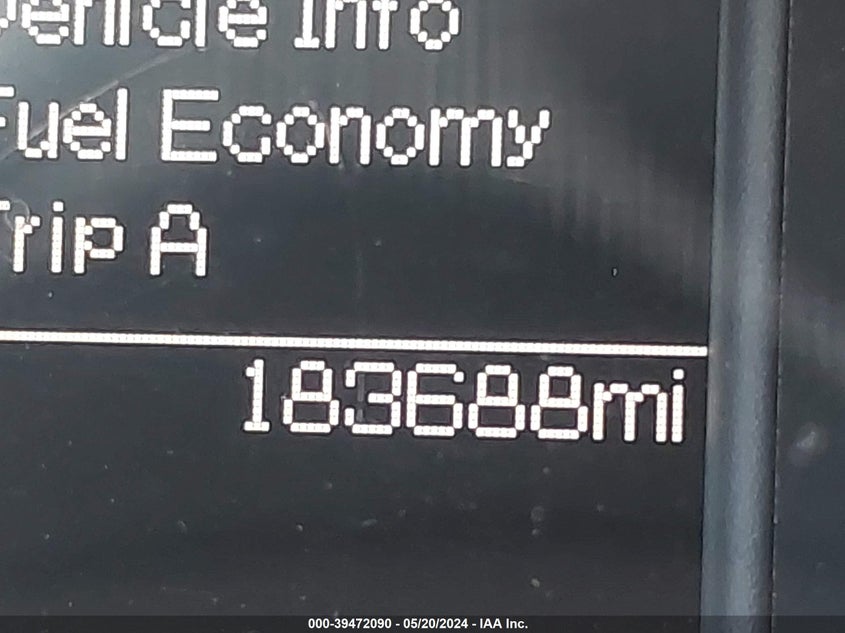 Vehicle Info
Fuel Economy
Trip A
183688mi
000-39472090 - 05/20/2024 - IAA Inc.